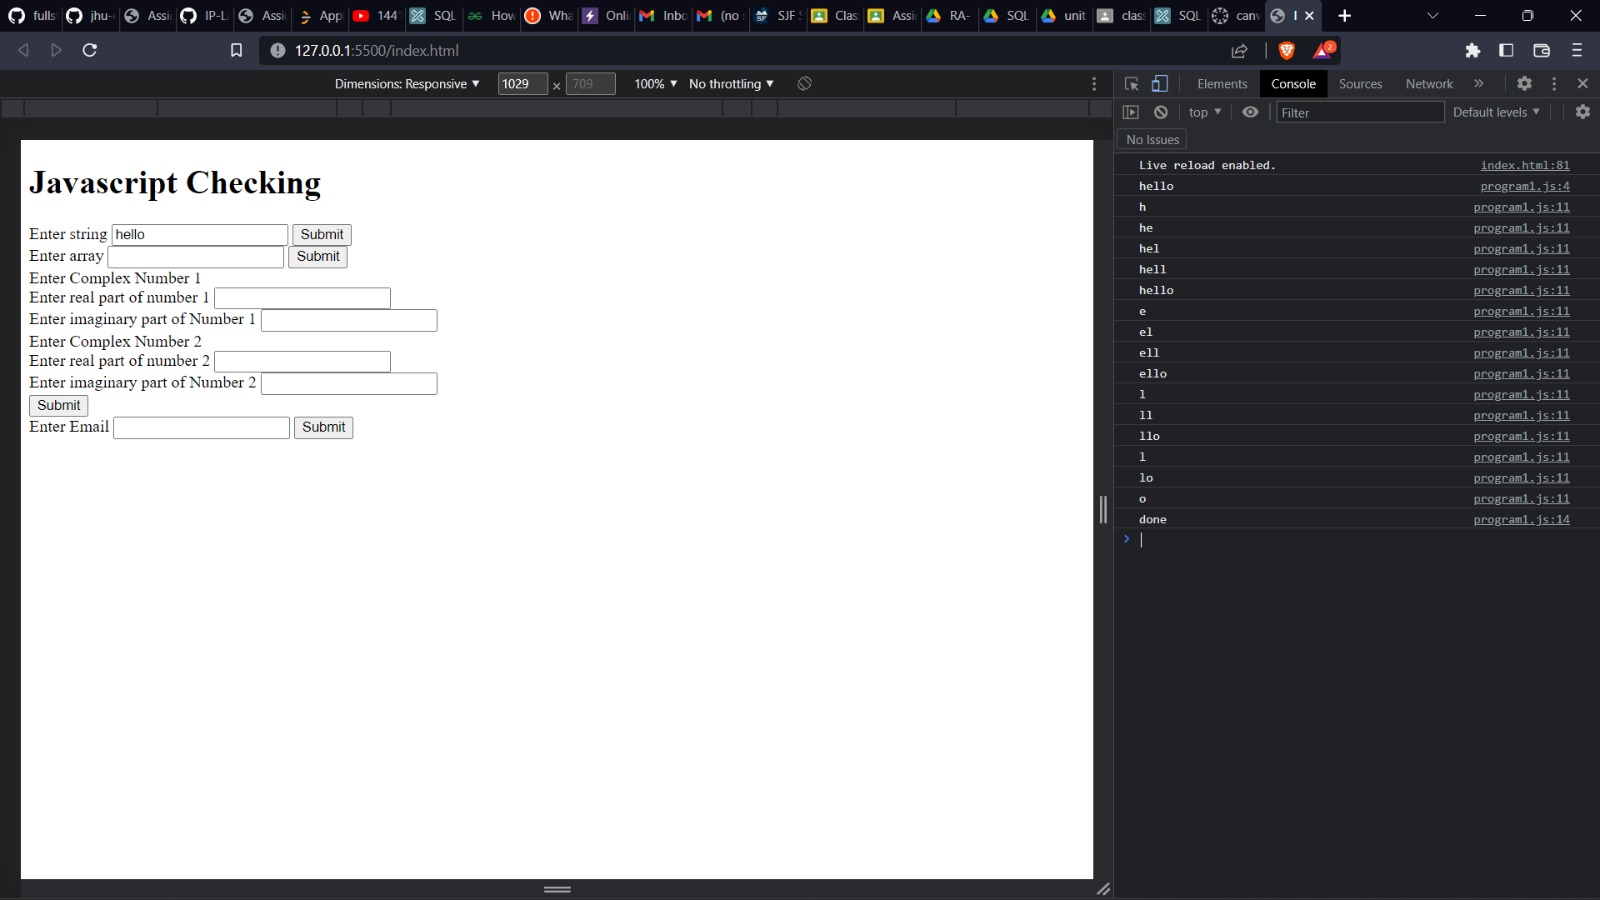 fulls jhu- Assi IP-L Assi App 144 SQL How Wha Onli Inbo (no SJF Clas Assi RA- SQL unit class SQL canv I
127.0.0.1:5500/index.html 2
Dimensions: Responsive 1029 × 709 100% No throttling
Elements Console Sources Network »
top Filter Default levels
No Issues
Javascript Checking
Enter string hello Submit
Enter array Submit
Enter Complex Number 1
Enter real part of number 1
Enter imaginary part of Number 1
Enter Complex Number 2
Enter real part of number 2
Enter imaginary part of Number 2
Submit
Enter Email Submit
Live reload enabled. index.html:81
hello program1.js:4
h program1.js:11
he program1.js:11
hel program1.js:11
hell program1.js:11
hello program1.js:11
e program1.js:11
el program1.js:11
ell program1.js:11
ello program1.js:11
l program1.js:11
ll program1.js:11
llo program1.js:11
l program1.js:11
lo program1.js:11
o program1.js:11
done program1.js:14